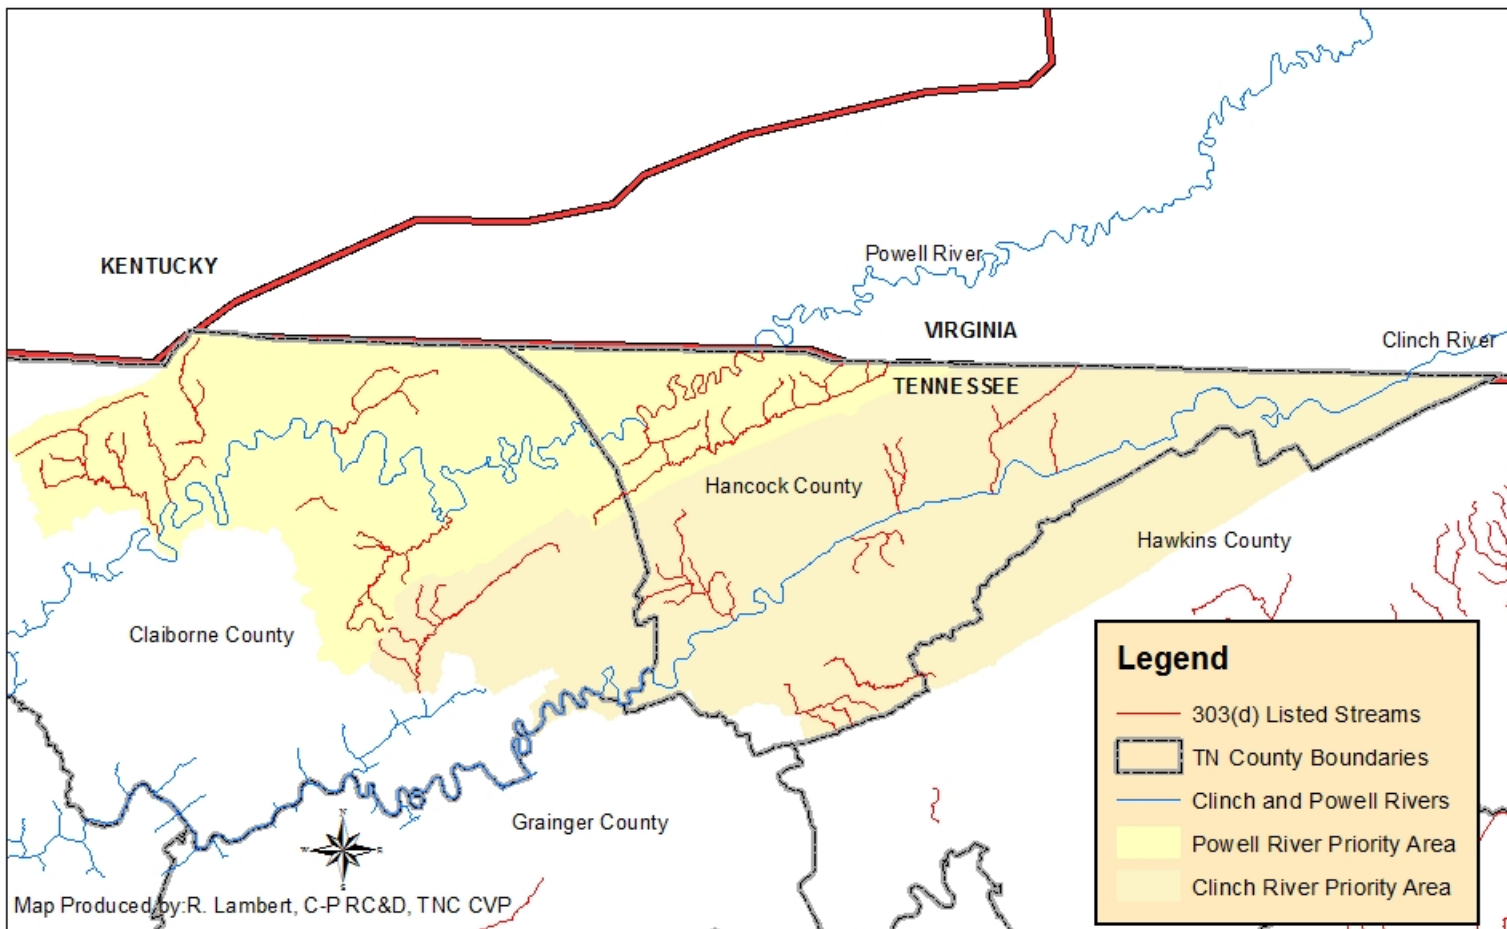 KENTUCKY
Powell River
VIRGINIA
Clinch River
TENNESSEE
Hancock County
Hawkins County
Claiborne County
Grainger County
Legend
303(d) Listed Streams
TN County Boundaries
Clinch and Powell Rivers
Powell River Priority Area
Clinch River Priority Area
N
W
E
S
Map Produced by:R. Lambert, C-P RC&D, TNC CVP